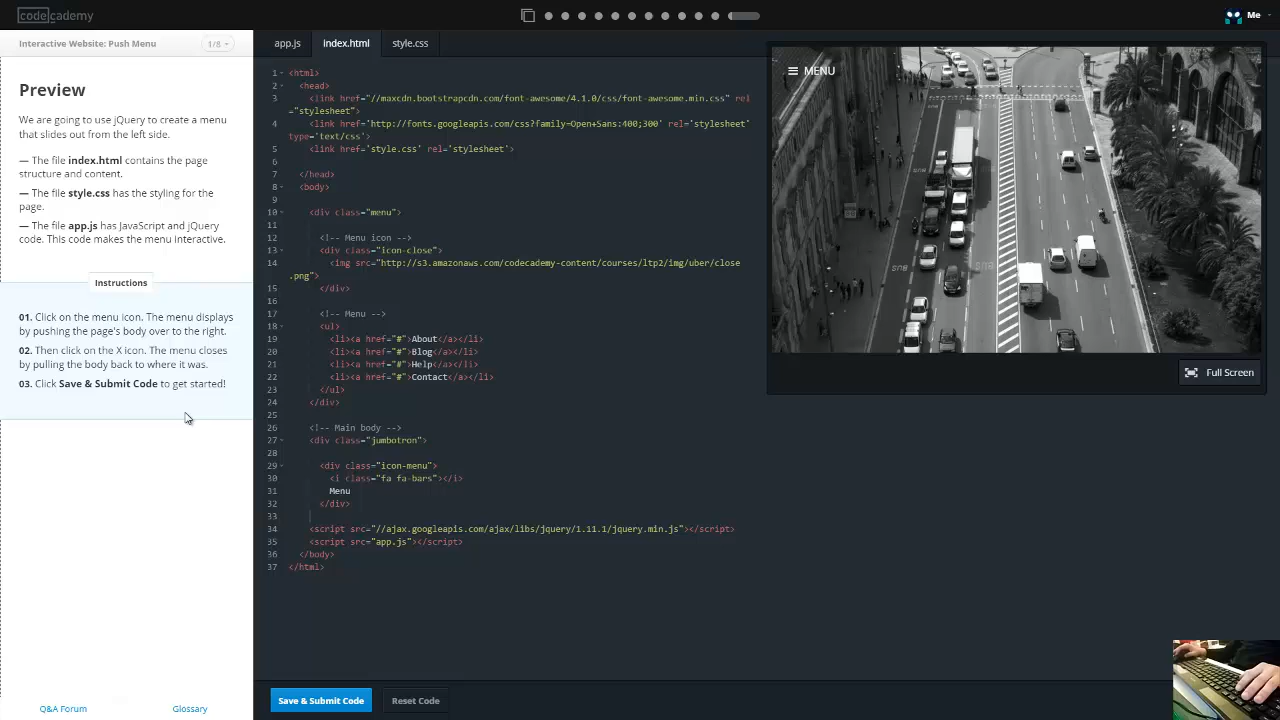 codecademy
Me
Interactive Website: Push Menu
1/8
app.js
index.html
style.css
Preview
We are going to use jQuery to create a menu
that slides out from the left side.
— The file index.html contains the page
structure and content.
— The file style.css has the styling for the
page.
— The file app.js has JavaScript and jQuery
code. This code makes the menu interactive.
Instructions
01. Click on the menu icon. The menu displays
by pushing the page's body over to the right.
02. Then click on the X icon. The menu closes
by pulling the body back to where it was.
03. Click Save & Submit Code to get started!
Q&A Forum
Glossary
1 <html>
2 <head>
3 <link href="//maxcdn.bootstrapcdn.com/font-awesome/4.1.0/css/font-awesome.min.css" rel
="stylesheet">
4 <link href='http://fonts.googleapis.com/css?family=Open+Sans:400;300' rel='stylesheet'
type='text/css'>
5 <link href='style.css' rel='stylesheet'>
6
7 </head>
8 <body>
9
10 <div class="menu">
11
12 <!-- Menu icon -->
13 <div class="icon-close">
14 <img src="http://s3.amazonaws.com/codecademy-content/courses/ltp2/img/uber/close
.png">
15 </div>
16
17 <!-- Menu -->
18 <ul>
19 <li><a href="#">About</a></li>
20 <li><a href="#">Blog</a></li>
21 <li><a href="#">Help</a></li>
22 <li><a href="#">Contact</a></li>
23 </ul>
24 </div>
25
26 <!-- Main body -->
27 <div class="jumbotron">
28
29 <div class="icon-menu">
30 <i class="fa fa-bars"></i>
31 Menu
32 </div>
33
34 <script src="//ajax.googleapis.com/ajax/libs/jquery/1.11.1/jquery.min.js"></script>
35 <script src="app.js"></script>
36 </body>
37 </html>
Save & Submit Code
Reset Code
MENU
BUS
BUS
Full Screen